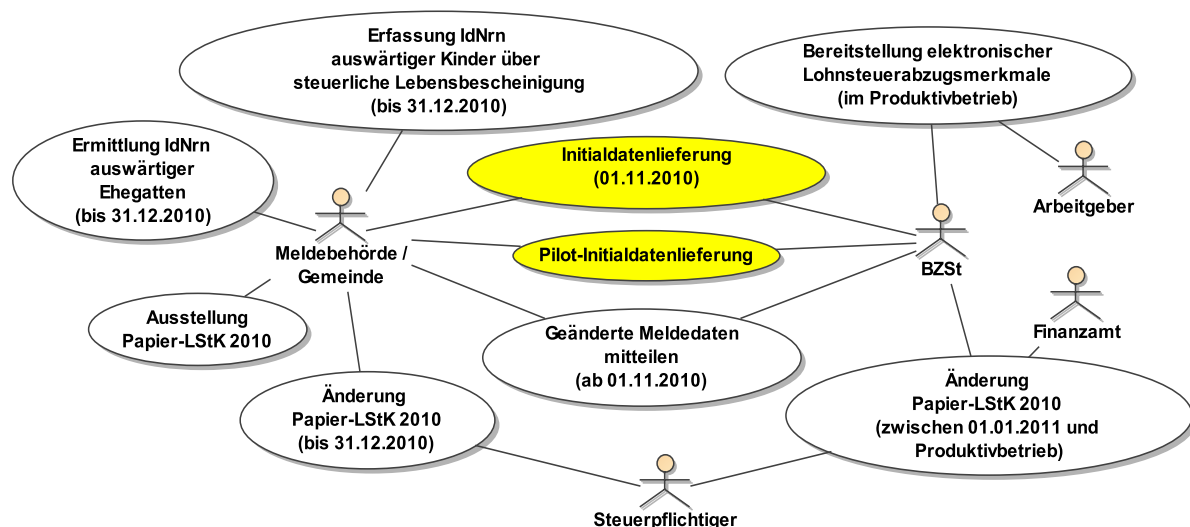 Erfassung IdNrn
auswärtiger Kinder über
steuerliche Lebensbescheinigung
(bis 31.12.2010)
Bereitstellung elektronischer
Lohnsteuerabzugsmerkmale
(im Produktivbetrieb)
Ermittlung IdNrn
auswärtiger
Ehegatten
(bis 31.12.2010)
Initialdatenlieferung
(01.11.2010)
Arbeitgeber
Meldebehörde /
Gemeinde
Pilot-Initialdatenlieferung
BZSt
Ausstellung
Papier-LStK 2010
Geänderte Meldedaten
mitteilen
(ab 01.11.2010)
Finanzamt
Änderung
Papier-LStK 2010
(bis 31.12.2010)
Änderung
Papier-LStK 2010
(zwischen 01.01.2011 und
Produktivbetrieb)
Steuerpflichtiger